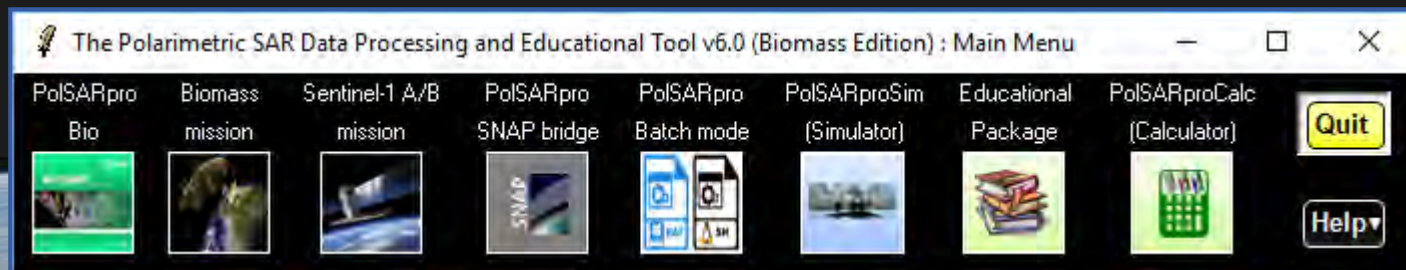 The Polarimetric SAR Data Processing and Educational Tool v6.0 (Biomass Edition) : Main Menu
PolSARpro Bio
Biomass mission
Sentinel-1 A/B mission
PolSARpro SNAP bridge
PolSARpro Batch mode
PolSARproSim (Simulator)
Educational Package
PolSARproCalc (Calculator)
Quit
SNAP
Help